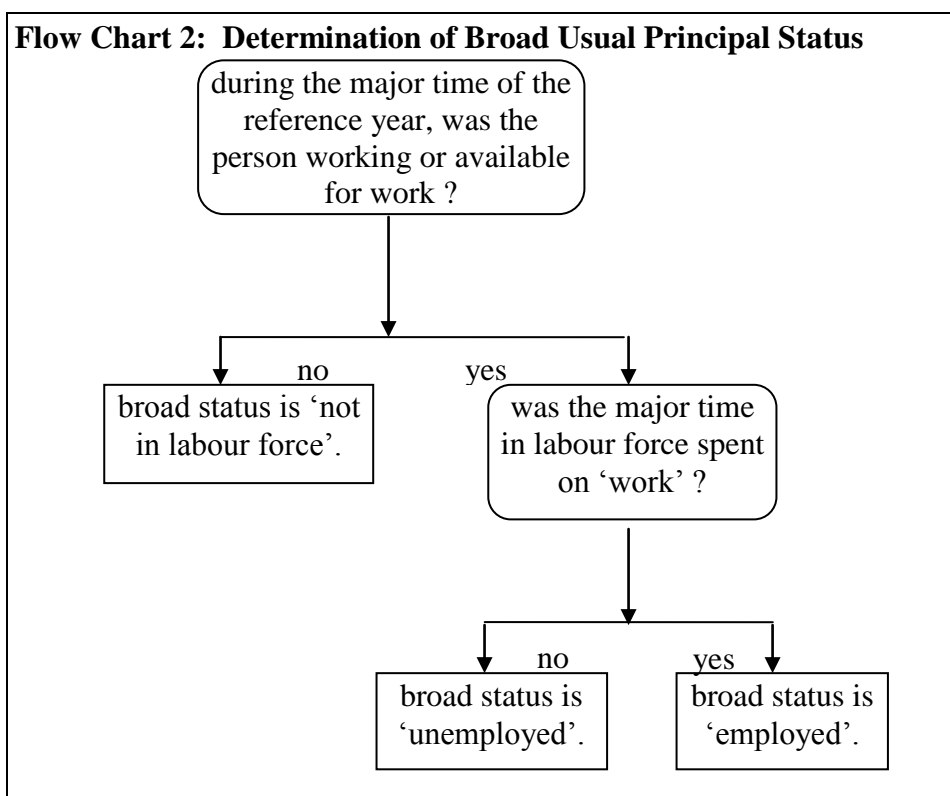 Flow Chart 2:  Determination of Broad Usual Principal Status
during the major time of the
reference year, was the
person working or available
for work ?
no
yes
broad status is ‘not
in labour force’.
was the major time
in labour force spent
on ‘work’ ?
no
yes
broad status is
‘unemployed’.
broad status is
‘employed’.